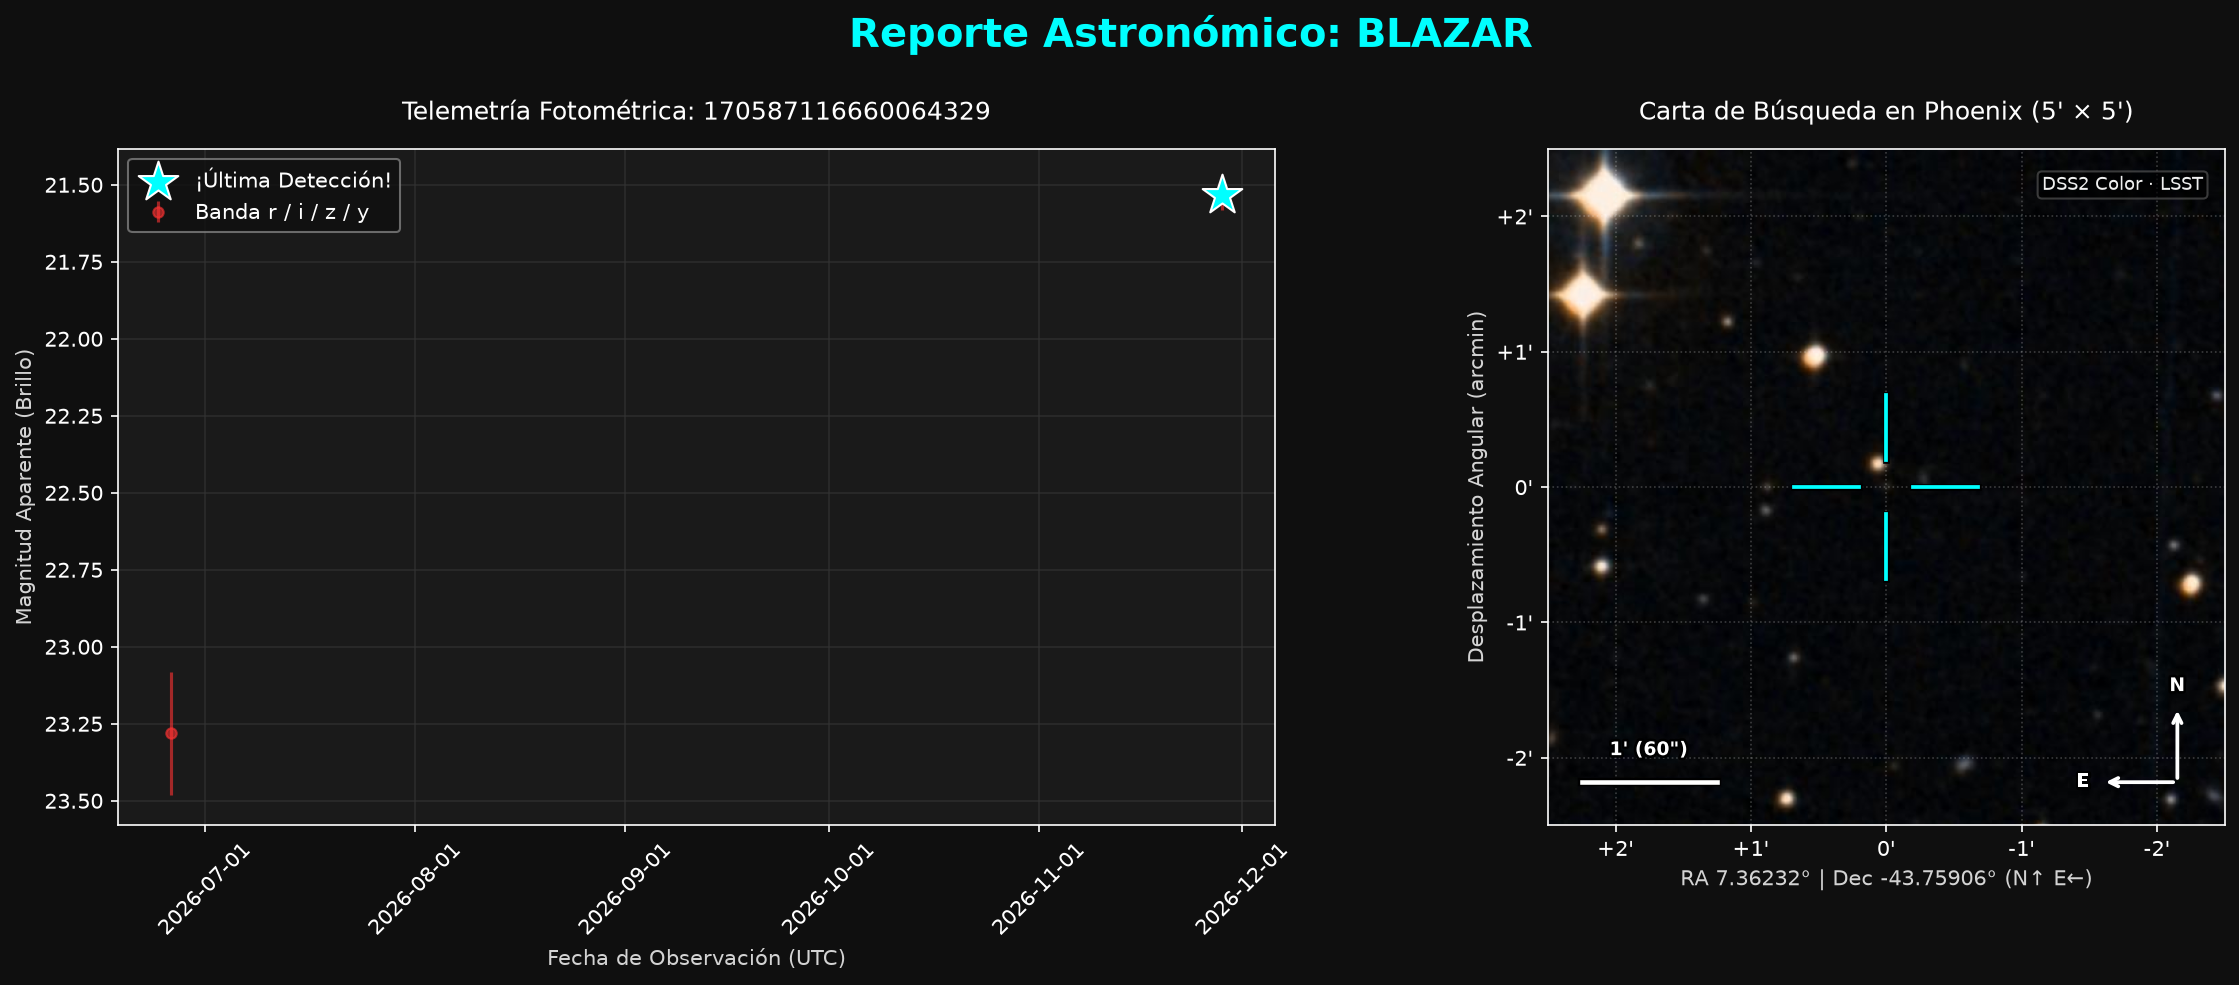 Reporte Astronómico: BLAZAR
Telemetría Fotométrica: 170587116660064329
¡Última Detección!
Banda r / i / z / y
Magnitud Aparente (Brillo)
21.50
21.75
22.00
22.25
22.50
22.75
23.00
23.25
23.50
2026-07-01
2026-08-01
2026-09-01
2026-10-01
2026-11-01
2026-12-01
Fecha de Observación (UTC)
Carta de Búsqueda en Phoenix (5' × 5')
DSS2 Color · LSST
Desplazamiento Angular (arcmin)
+2'
+1'
0'
-1'
-2'
N
E
1' (60")
+2'
+1'
0'
-1'
-2'
RA 7.36232° | Dec -43.75906° (N↑ E←)